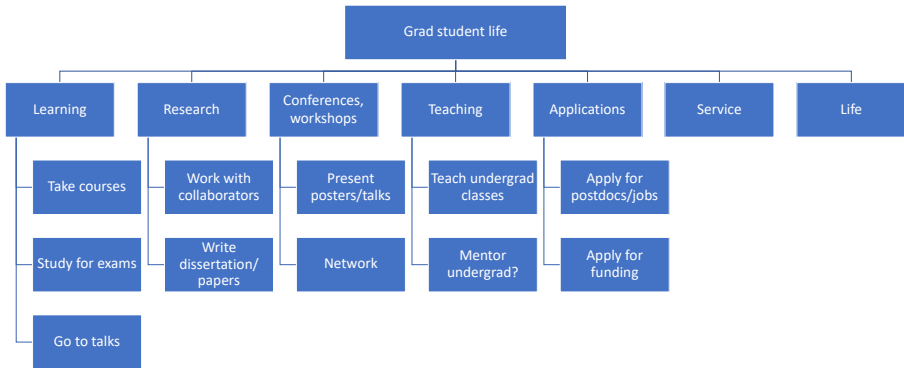 Grad student life
Learning
Research
Conferences,
workshops
Teaching
Applications
Service
Life
Take courses
Work with
collaborators
Present
posters/talks
Teach undergrad
classes
Apply for
postdocs/jobs
Study for exams
Write
dissertation/
papers
Network
Mentor
undergrad?
Apply for
funding
Go to talks